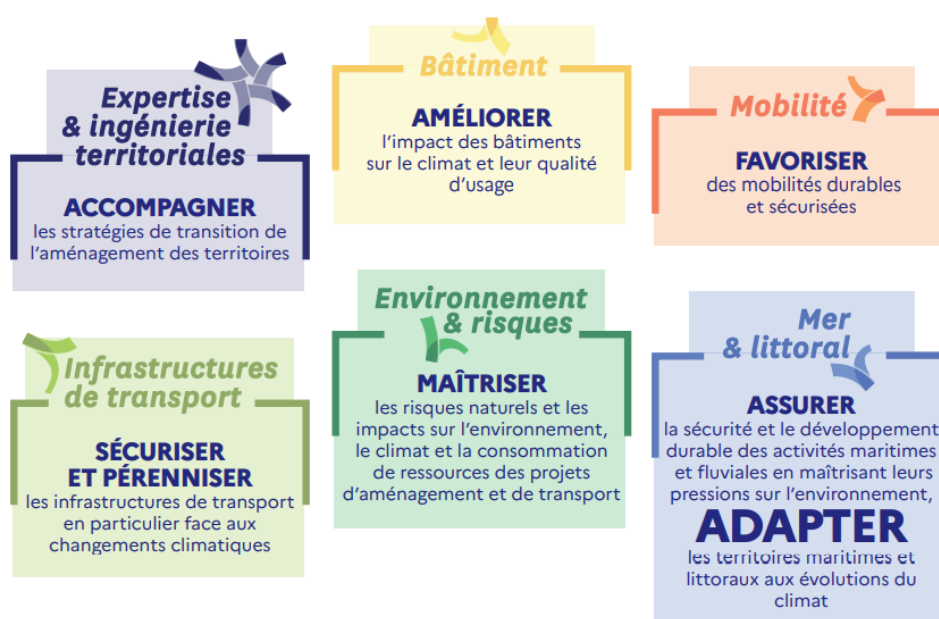 Expertise
& ingénierie
territoriales
ACCOMPAGNER
les stratégies de transition de
l'aménagement des territoires
Bâtiment
AMÉLIORER
l'impact des bâtiments
sur le climat et leur qualité
d'usage
Mobilité
FAVORISER
des mobilités durables
et sécurisées
Infrastructures
de transport
SÉCURISER
ET PÉRENNISER
les infrastructures de transport
en particulier face aux
changements climatiques
Environnement
& risques
MAÎTRISER
les risques naturels et les
impacts sur l'environnement,
le climat et la consommation
de ressources des projets
d'aménagement et de transport
Mer
& littoral
ASSURER
la sécurité et le développement
durable des activités maritimes
et fluviales en maîtrisant leurs
pressions sur l'environnement,
ADAPTER
les territoires maritimes et
littoraux aux évolutions du
climat